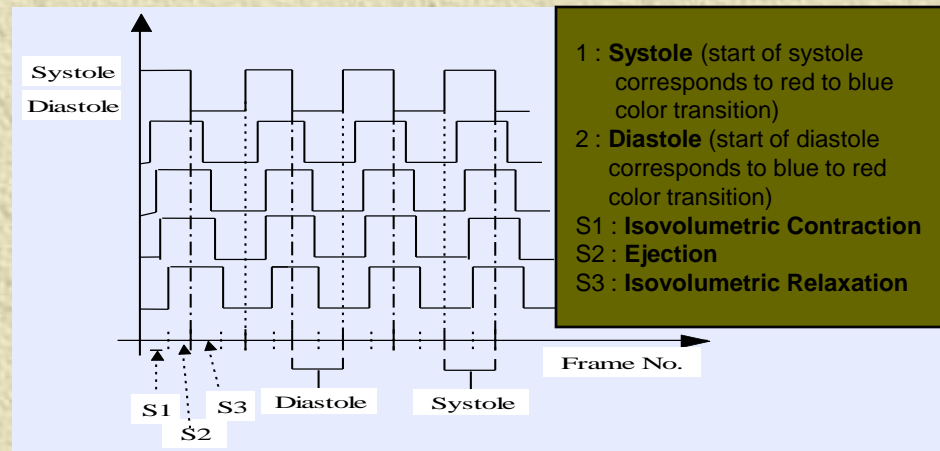 Systole
Diastole
1 : Systole (start of systole
corresponds to red to blue
color transition)
2 : Diastole (start of diastole
corresponds to blue to red
color transition)
S1 : Isovolumetric Contraction
S2 : Ejection
S3 : Isovolumetric Relaxation
Frame No.
S1
S2
S3
Diastole
Systole